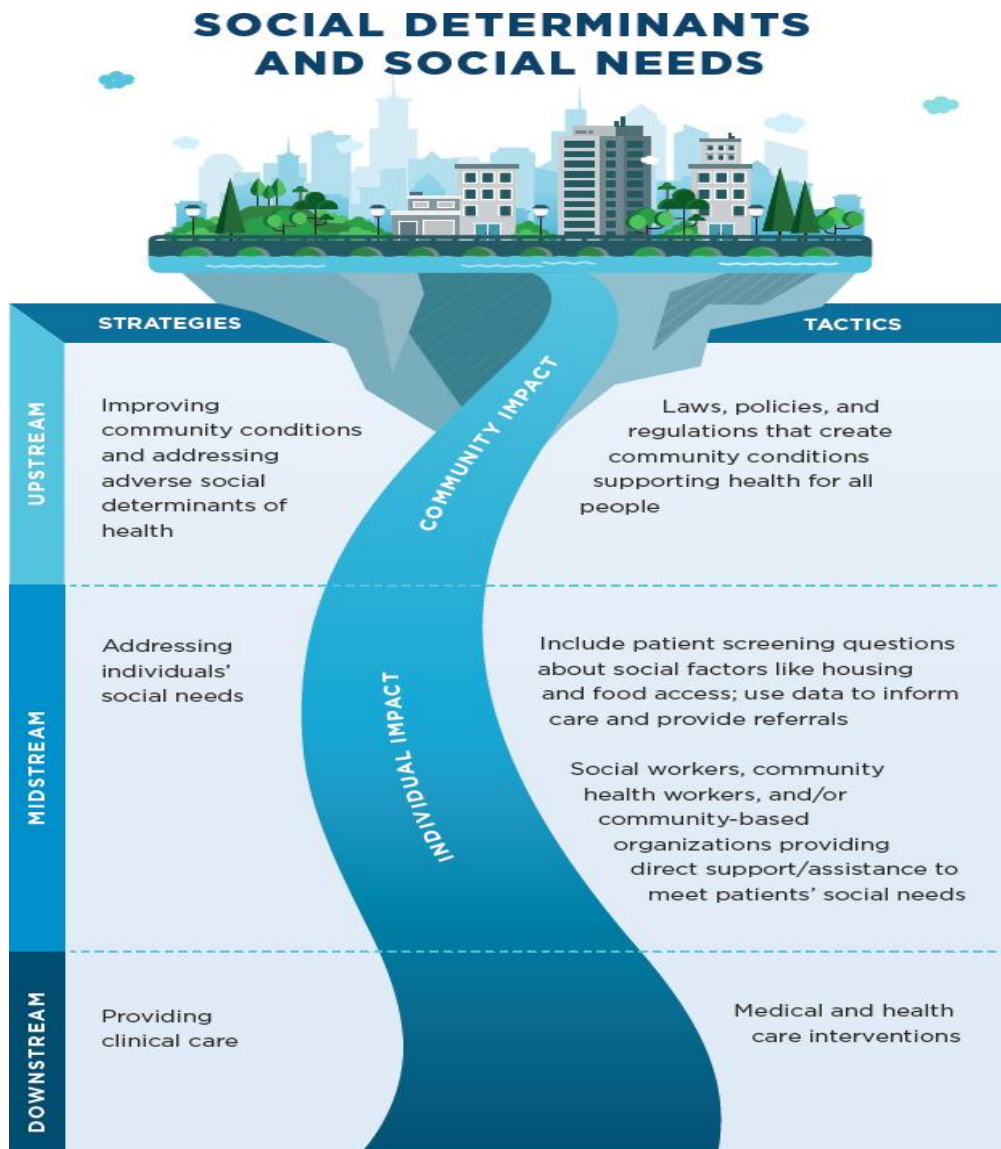 SOCIAL DETERMINANTS
AND SOCIAL NEEDS
STRATEGIES
TACTICS
UPSTREAM
Improving
community conditions
and addressing
adverse social
determinants of
health
COMMUNITY IMPACT
Laws, policies, and
regulations that create
community conditions
supporting health for all
people
MIDSTREAM
Addressing
individuals’
social needs
INDIVIDUAL IMPACT
Include patient screening questions
about social factors like housing
and food access; use data to inform
care and provide referrals
Social workers, community
health workers, and/or
community-based
organizations providing
direct support/assistance to
meet patients’ social needs
DOWNSTREAM
Providing
clinical care
Medical and health
care interventions